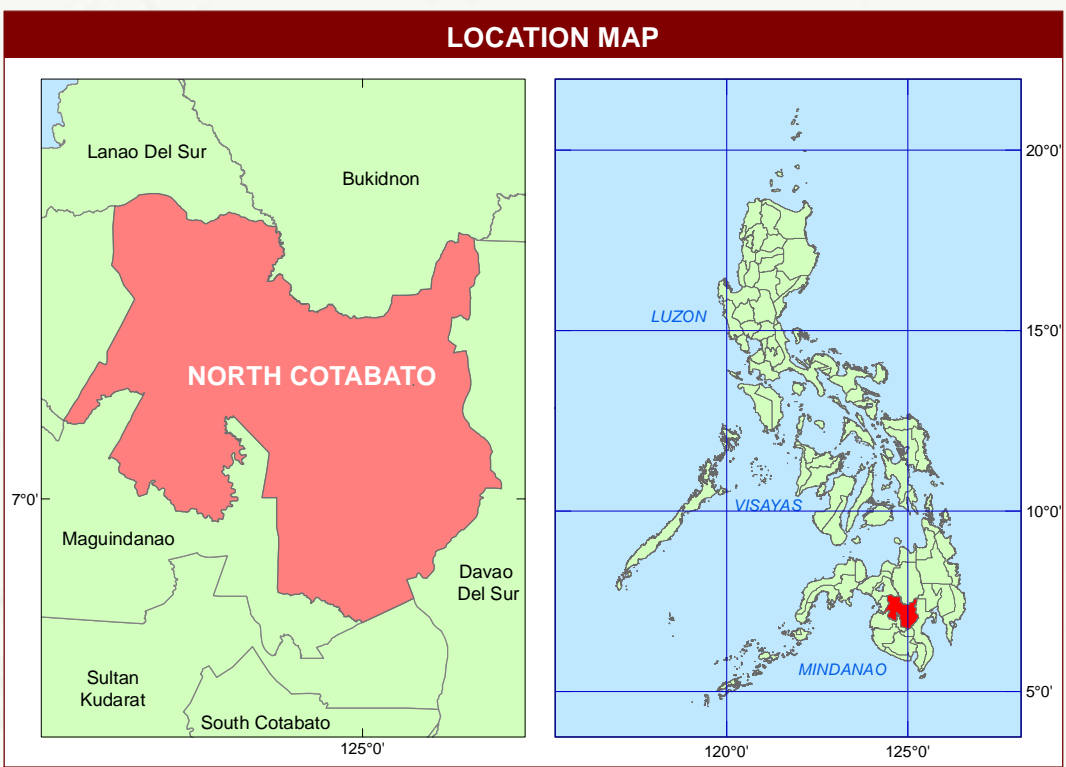 LOCATION MAP
Lanao Del Sur
Bukidnon
NORTH COTABATO
7°0'
Maguindanao
Davao
Del Sur
Sultan
Kudarat
South Cotabato
125°0'
20°0'
LUZON
15°0'
VISAYAS
10°0'
MINDANAO
5°0'
120°0'
125°0'